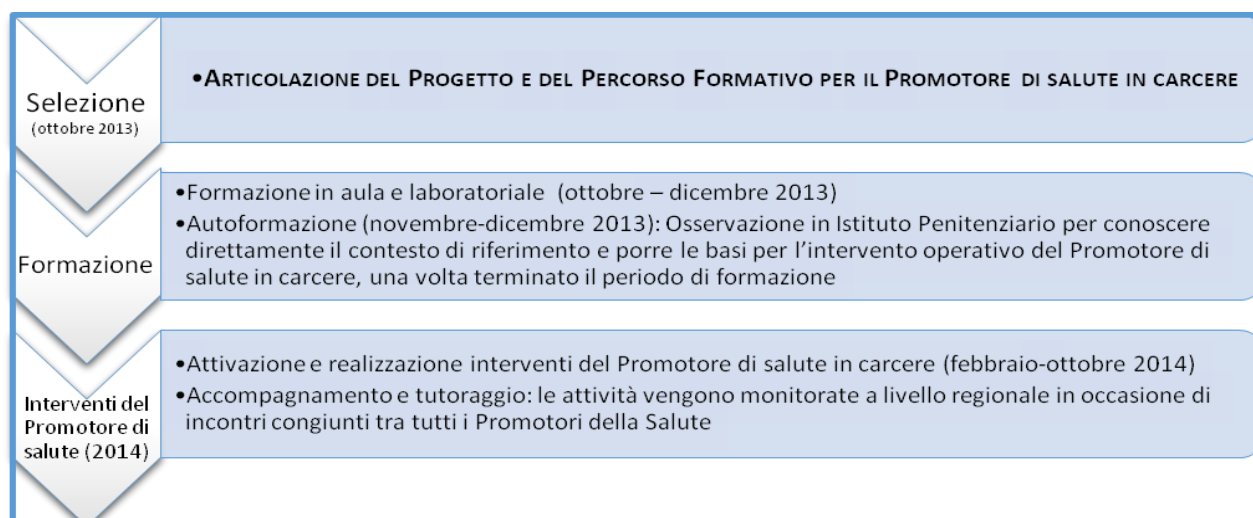 Selezione
(ottobre 2013)
•ARTICOLAZIONE DEL PROGETTO E DEL PERCORSO FORMATIVO PER IL PROMOTORE DI SALUTE IN CARCERE
Formazione
•Formazione in aula e laboratoriale (ottobre – dicembre 2013)
•Autoformazione (novembre-dicembre 2013): Osservazione in Istituto Penitenziario per conoscere
direttamente il contesto di riferimento e porre le basi per l'intervento operativo del Promotore di
salute in carcere, una volta terminato il periodo di formazione
Interventi del
Promotore di
salute (2014)
•Attivazione e realizzazione interventi del Promotore di salute in carcere (febbraio-ottobre 2014)
•Accompagnamento e tutoraggio: le attività vengono monitorate a livello regionale in occasione di
incontri congiunti tra tutti i Promotori della Salute